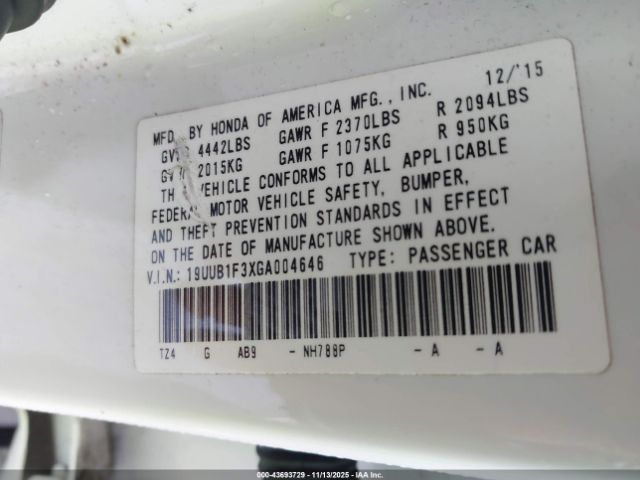 12/'15
MFD. BY HONDA OF AMERICA MFG., INC.
4442LBS GAWR F 2370LBS R 2094LBS
2015KG GAWR F 1075KG R 950KG
VEHICLE CONFORMS TO ALL APPLICABLE
FEDERAL MOTOR VEHICLE SAFETY, BUMPER,
AND THEFT PREVENTION STANDARDS IN EFFECT
ON THE DATE OF MANUFACTURE SHOWN ABOVE.
V.I.N.: 19UUB1F3XGA004646 TYPE: PASSENGER CAR
TZ4 G AB9 - NH788P - A - A
000-43693729 - 11/13/2025 - IAA Inc.